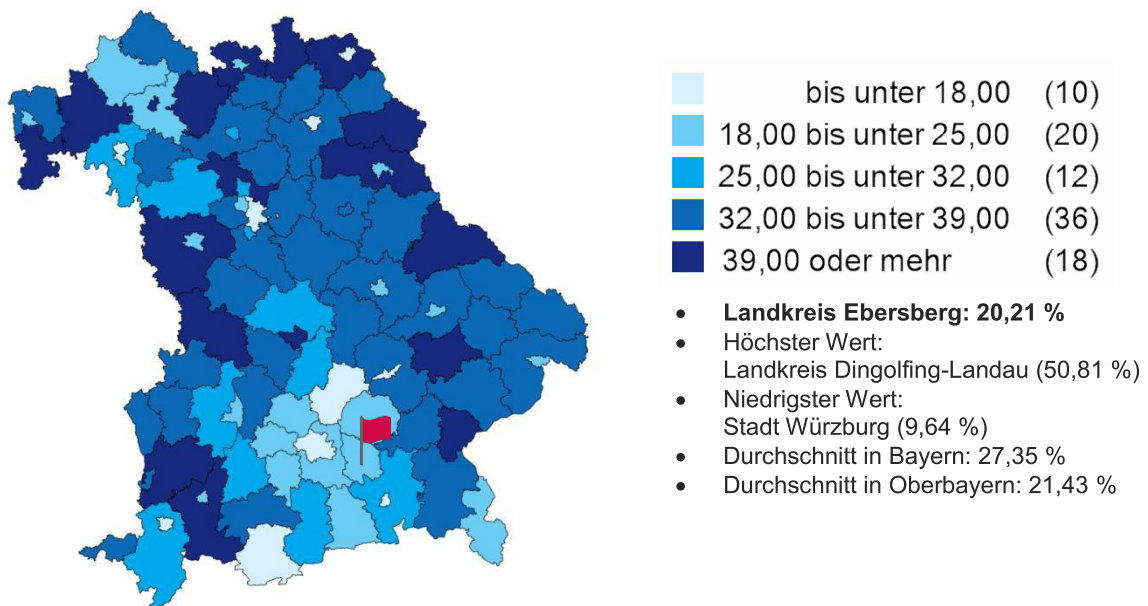 bis unter 18,00 (10)
18,00 bis unter 25,00 (20)
25,00 bis unter 32,00 (12)
32,00 bis unter 39,00 (36)
39,00 oder mehr (18)
• Landkreis Ebersberg: 20,21 %
• Höchster Wert:
Landkreis Dingolfing-Landau (50,81 %)
• Niedrigster Wert:
Stadt Würzburg (9,64 %)
• Durchschnitt in Bayern: 27,35 %
• Durchschnitt in Oberbayern: 21,43 %